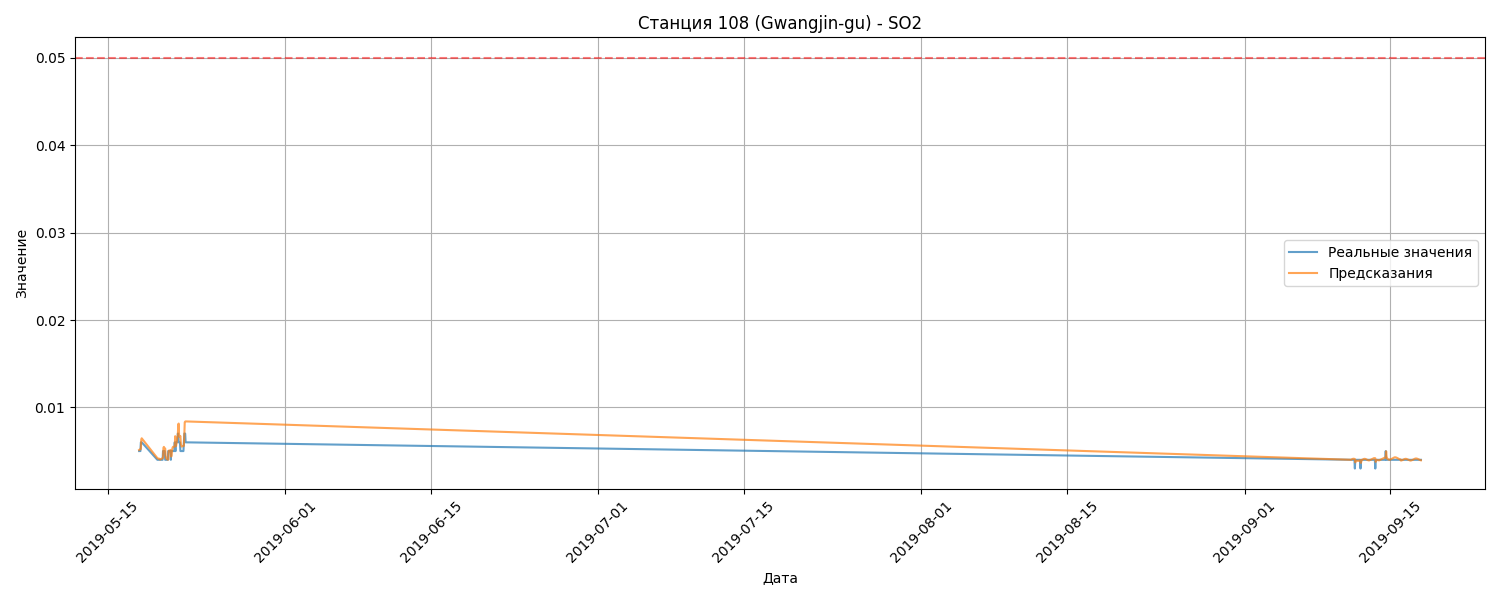 Станция 108 (Gwangjin-gu) - SO2
0.05
0.04
0.03
0.02
0.01
Значение
Реальные значения
Предсказания
2019-05-15
2019-06-01
2019-06-15
2019-07-01
2019-07-15
2019-08-01
2019-08-15
2019-09-01
2019-09-15
Дата